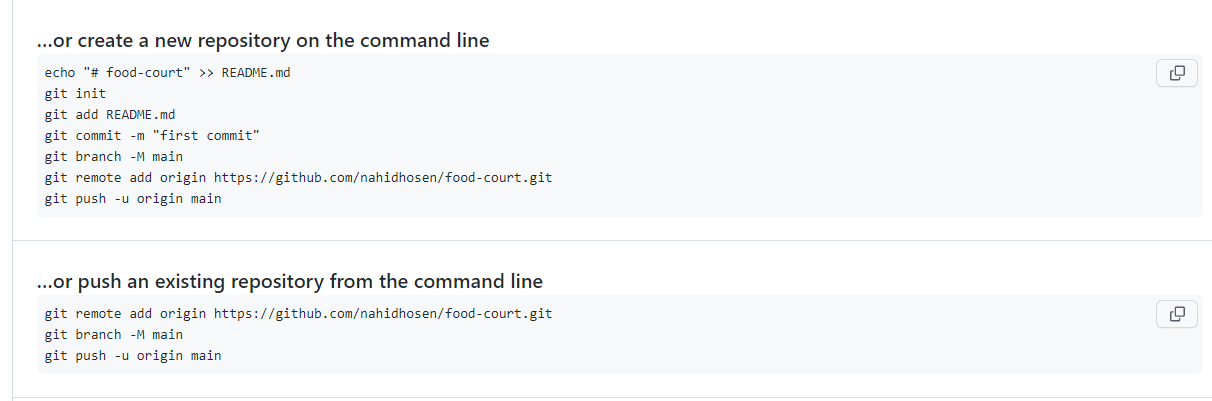 ...or create a new repository on the command line
echo "# food-court" >> README.md
git init
git add README.md
git commit -m "first commit"
git branch -M main
git remote add origin https://github.com/nahidhosen/food-court.git
git push -u origin main
...or push an existing repository from the command line
git remote add origin https://github.com/nahidhosen/food-court.git
git branch -M main
git push -u origin main